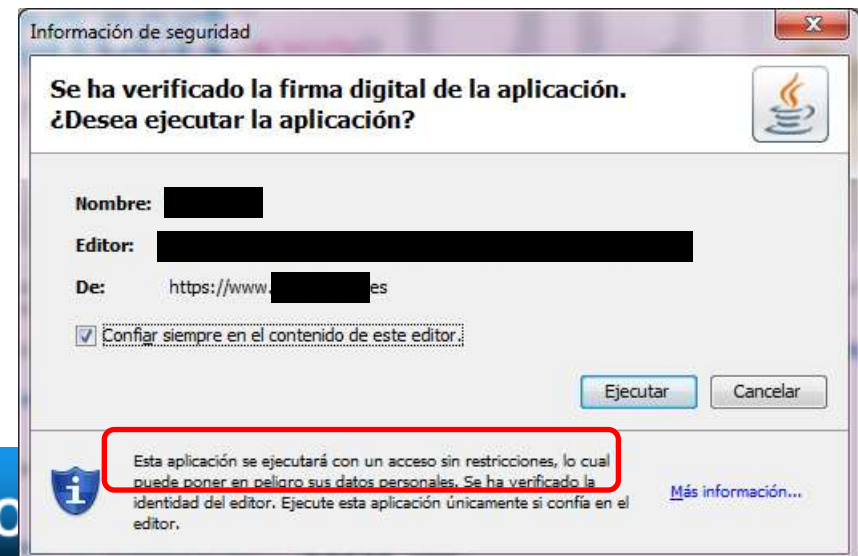 Información de seguridad
Se ha verificado la firma digital de la aplicación.
¿Desea ejecutar la aplicación?
Nombre:
Editor:
De: https://www. es
Confiar siempre en el contenido de este editor.
Ejecutar Cancelar
Esta aplicación se ejecutará con un acceso sin restricciones, lo cual
puede poner en peligro sus datos personales. Se ha verificado la
identidad del editor. Ejecute esta aplicación únicamente si confía en el
editor.
Más información...